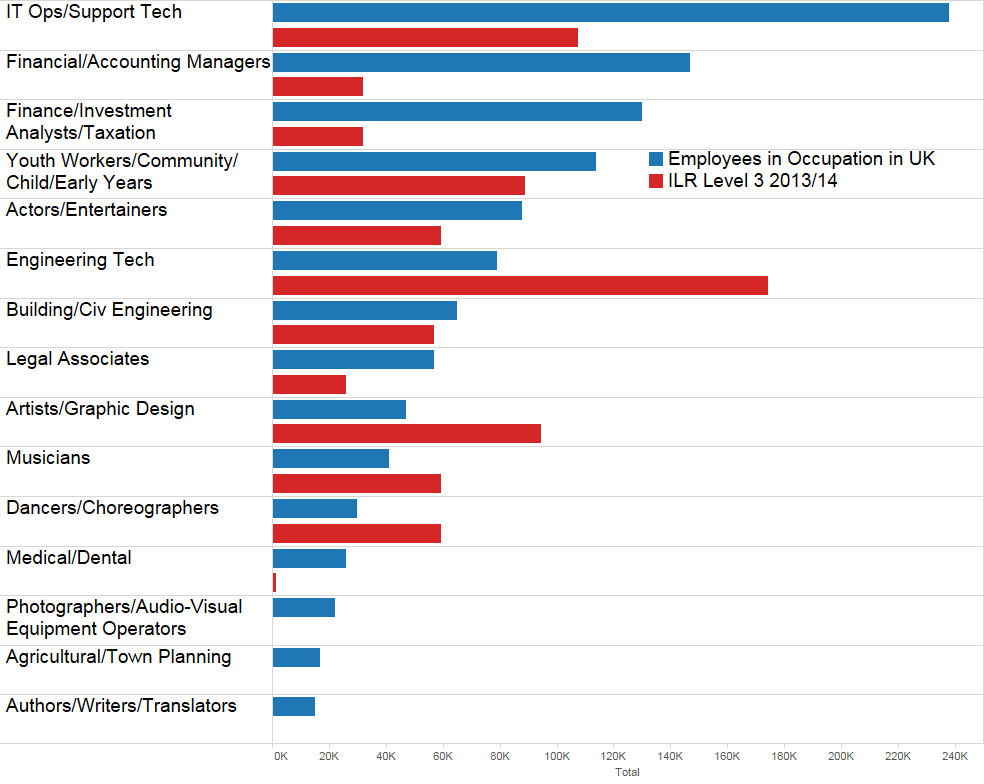 IT Ops/Support Tech
Financial/Accounting Managers
Finance/Investment
Analysts/Taxation
Youth Workers/Community/
Child/Early Years
Employees in Occupation in UK
ILR Level 3 2013/14
Actors/Entertainers
Engineering Tech
Building/Civ Engineering
Legal Associates
Artists/Graphic Design
Musicians
Dancers/Choreographers
Medical/Dental
Photographers/Audio-Visual
Equipment Operators
Agricultural/Town Planning
Authors/Writers/Translators
0K 20K 40K 60K 80K 100K 120K 140K 160K 180K 200K 220K 240K
Total